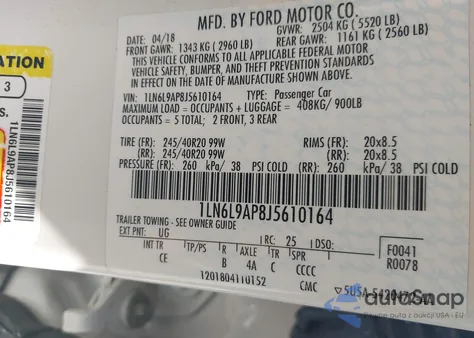 MFD. BY FORD MOTOR CO.
04/18
GVWR: 2504 KG ( 5520 LB)
FRONT GAWR: 1343 KG ( 2960 LB)
REAR GAWR: 1161 KG ( 2560 LB)
THIS VEHICLE CONFORMS TO ALL APPLICABLE FEDERAL MOTOR
VEHICLE SAFETY, BUMPER, AND THEFT PREVENTION STANDARDS
IN EFFECT ON THE DATE OF MANUFACTURE SHOWN ABOVE.
VIN: 1LN6L9AP8J5610164 TYPE: Passenger Car
MAXIMUM LOAD = OCCUPANTS + LUGGAGE = 408KG/ 900LB
OCCUPANTS = 5 TOTAL; 2 FRONT, 3 REAR
TIRE (FR): 245/40R20 99W RIMS (FR): 20x8.5
(RR): 245/40R20 99W (RR): 20x8.5
PRESSURE (FR): 260 kPa/ 38 PSI COLD (RR): 260 kPa/ 38 PSI COLD
1LN6L9AP8J5610164
TRAILER TOWING - SEE OWNER GUIDE
EXT PNT: UG RC: 25 DSO:
INT TR TP/PS R AXLE TR SPR
CE B 4A C CCCC
F0041
R0078
CMC
ATION
3
S.
1LN6L9AP8J5610164
autoSnap